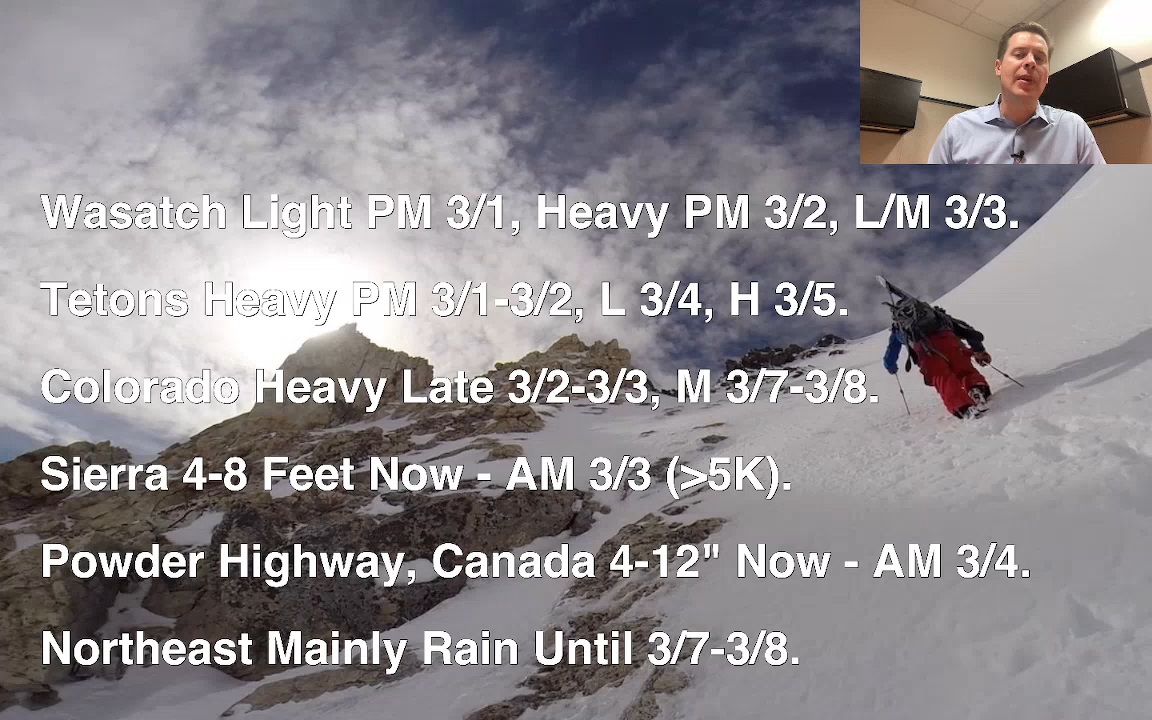 Wasatch Light PM 3/1, Heavy PM 3/2, L/M 3/3.
Tetons Heavy PM 3/1-3/2, L 3/4, H 3/5.
Colorado Heavy Late 3/2-3/3, M 3/7-3/8.
Sierra 4-8 Feet Now - AM 3/3 (>5K).
Powder Highway, Canada 4-12" Now - AM 3/4.
Northeast Mainly Rain Until 3/7-3/8.